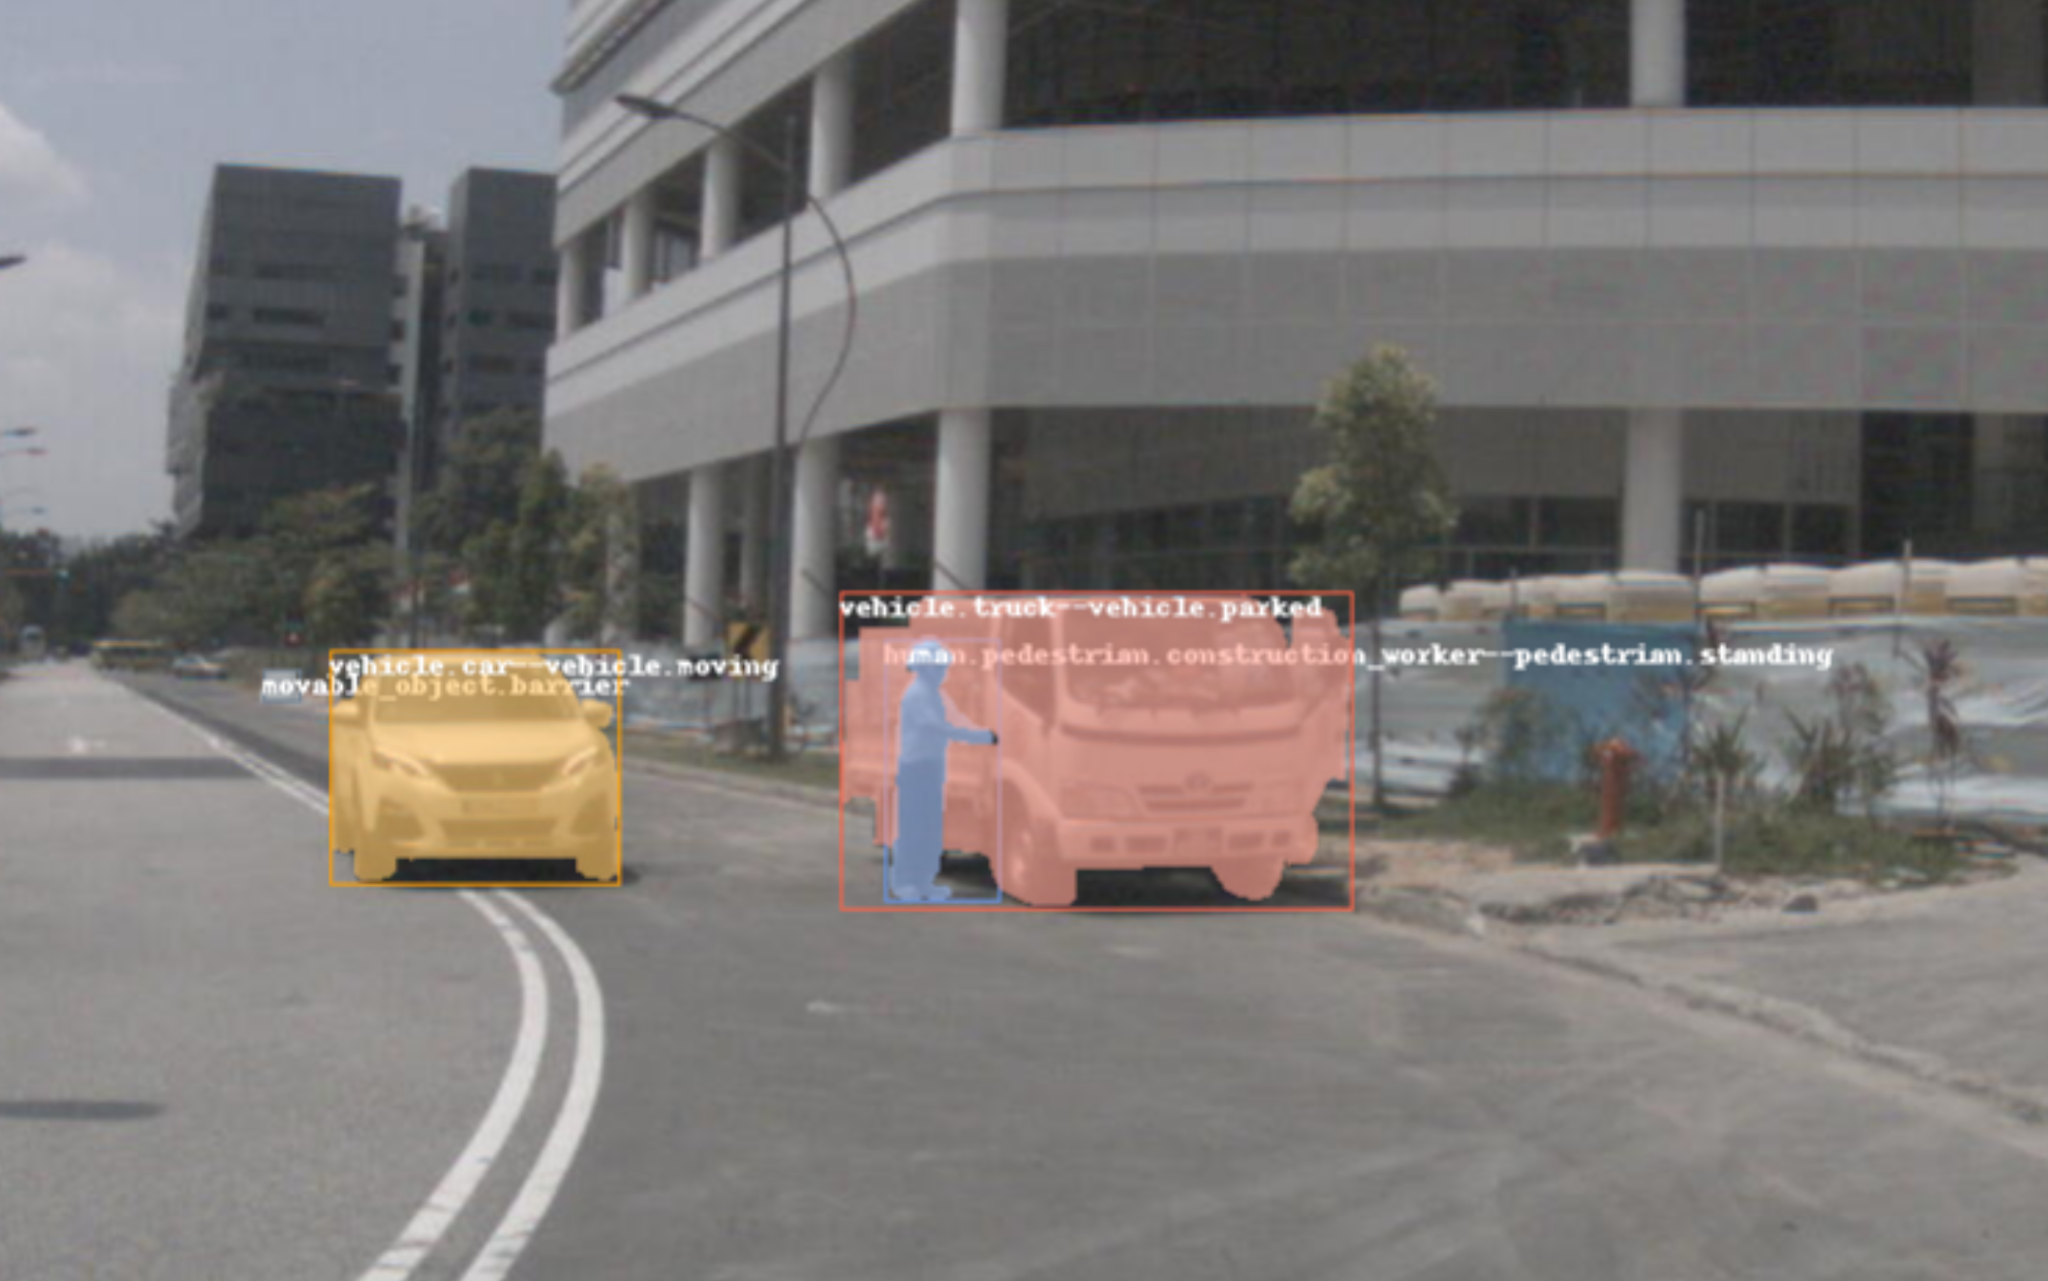 vehicle.truck--vehicle.parked
human.pedestrian.construction_worker--pedestrian.standing
vehicle.car--vehicle.moving
movable_object.barrier